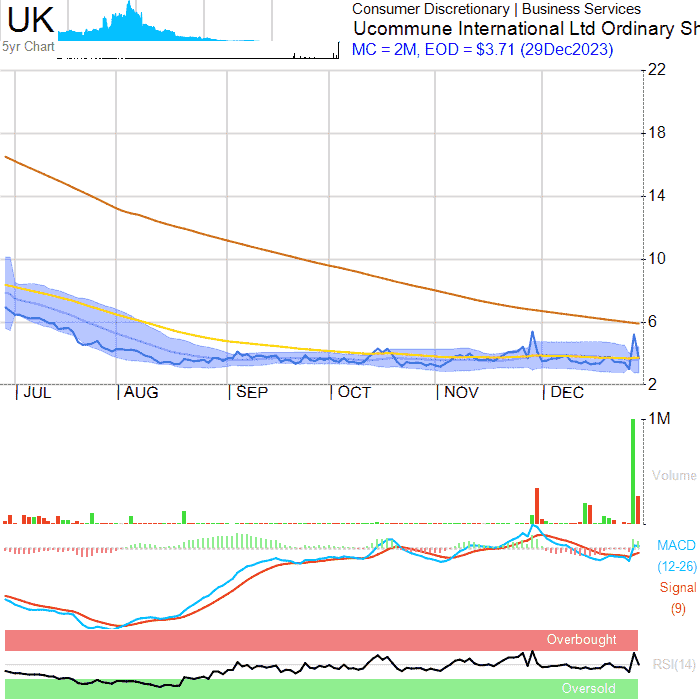 UK
5yr Chart
Consumer Discretionary | Business Services
Ucommune International Ltd Ordinary Sh
MC = 2M, EOD = $3.71 (29Dec2023)
22
18
14
10
6
2
JUL AUG SEP OCT NOV DEC
1M
Volume
MACD
(12-26)
Signal
(9)
Overbought
RSI(14)
Oversold